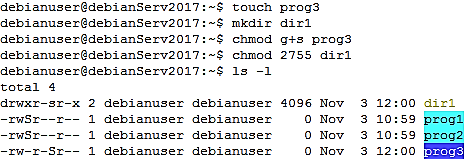 debianuser@debianServ2017:~$ touch prog3
debianuser@debianServ2017:~$ mkdir dir1
debianuser@debianServ2017:~$ chmod g+s prog3
debianuser@debianServ2017:~$ chmod 2755 dir1
debianuser@debianServ2017:~$ ls -l
total 4
drwxr-sr-x 2 debianuser debianuser 4096 Nov  3 12:00 dir1
-rwSr--r-- 1 debianuser debianuser    0 Nov  3 10:59 prog1
-rwSr--r-- 1 debianuser debianuser    0 Nov  3 10:59 prog2
-rw-r-Sr-- 1 debianuser debianuser    0 Nov  3 12:00 prog3